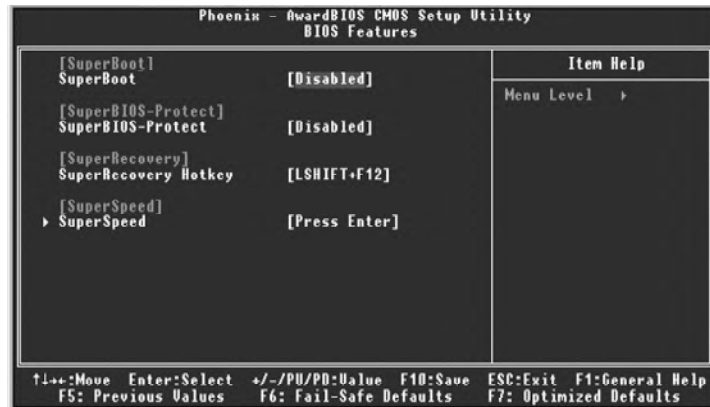 Phoenix - AwardBIOS CMOS Setup Utility
BIOS Features
[SuperBoot]
SuperBoot [Disabled]
[SuperBIOS-Protect]
SuperBIOS-Protect [Disabled]
[SuperRecovery]
SuperRecovery Hotkey [LSHIFT+F12]
[SuperSpeed]
SuperSpeed [Press Enter]
Item Help
Menu Level
↑↓→←:Move Enter:Select +/-/PU/PD:Value F10:Save ESC:Exit F1:General Help
F5: Previous Values F6: Fail-Safe Defaults F7: Optimized Defaults